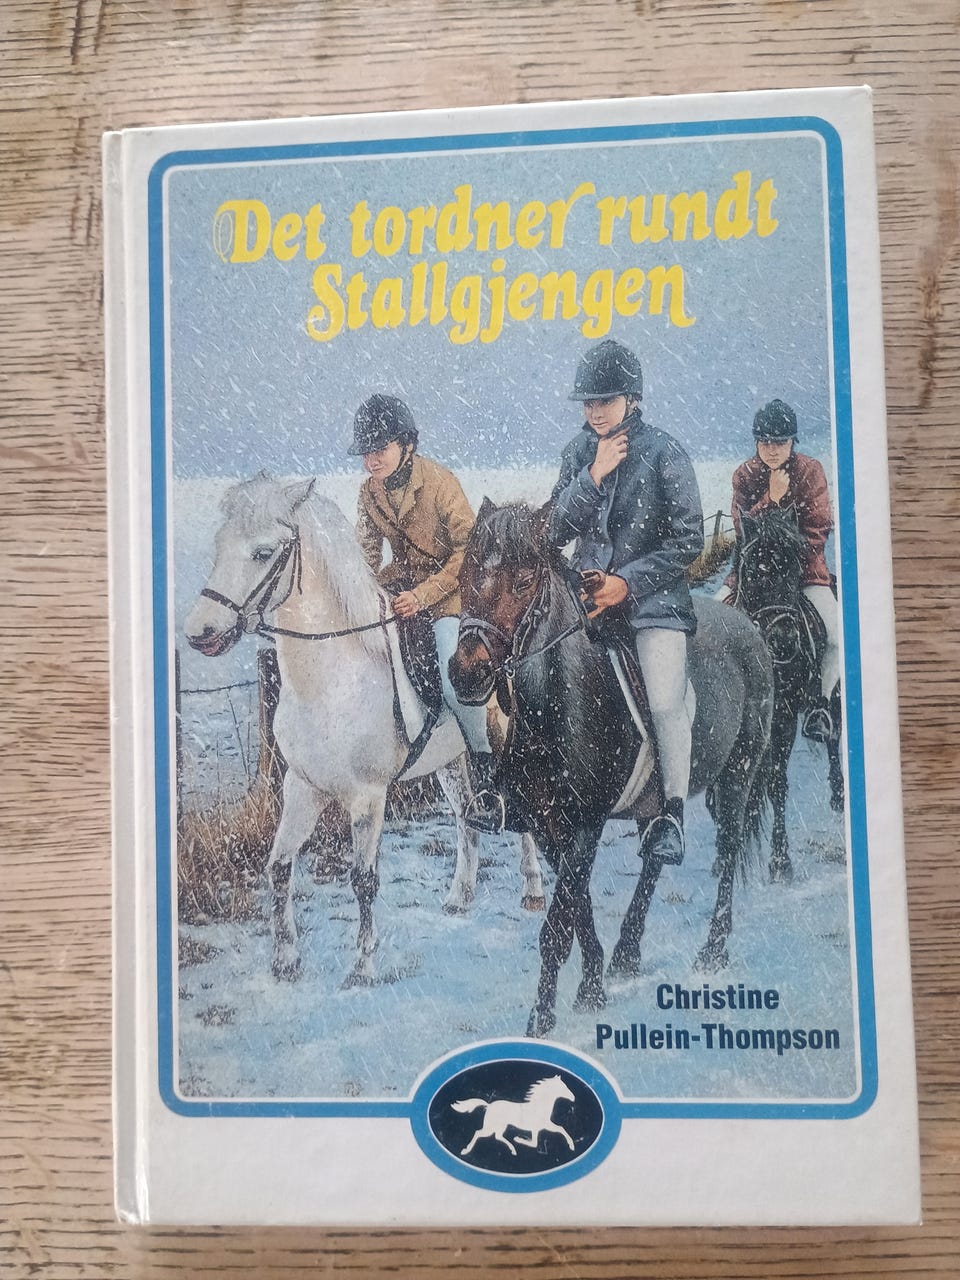 Det tordner rundt
Stallgjengen
Christine
Pullein-Thompson